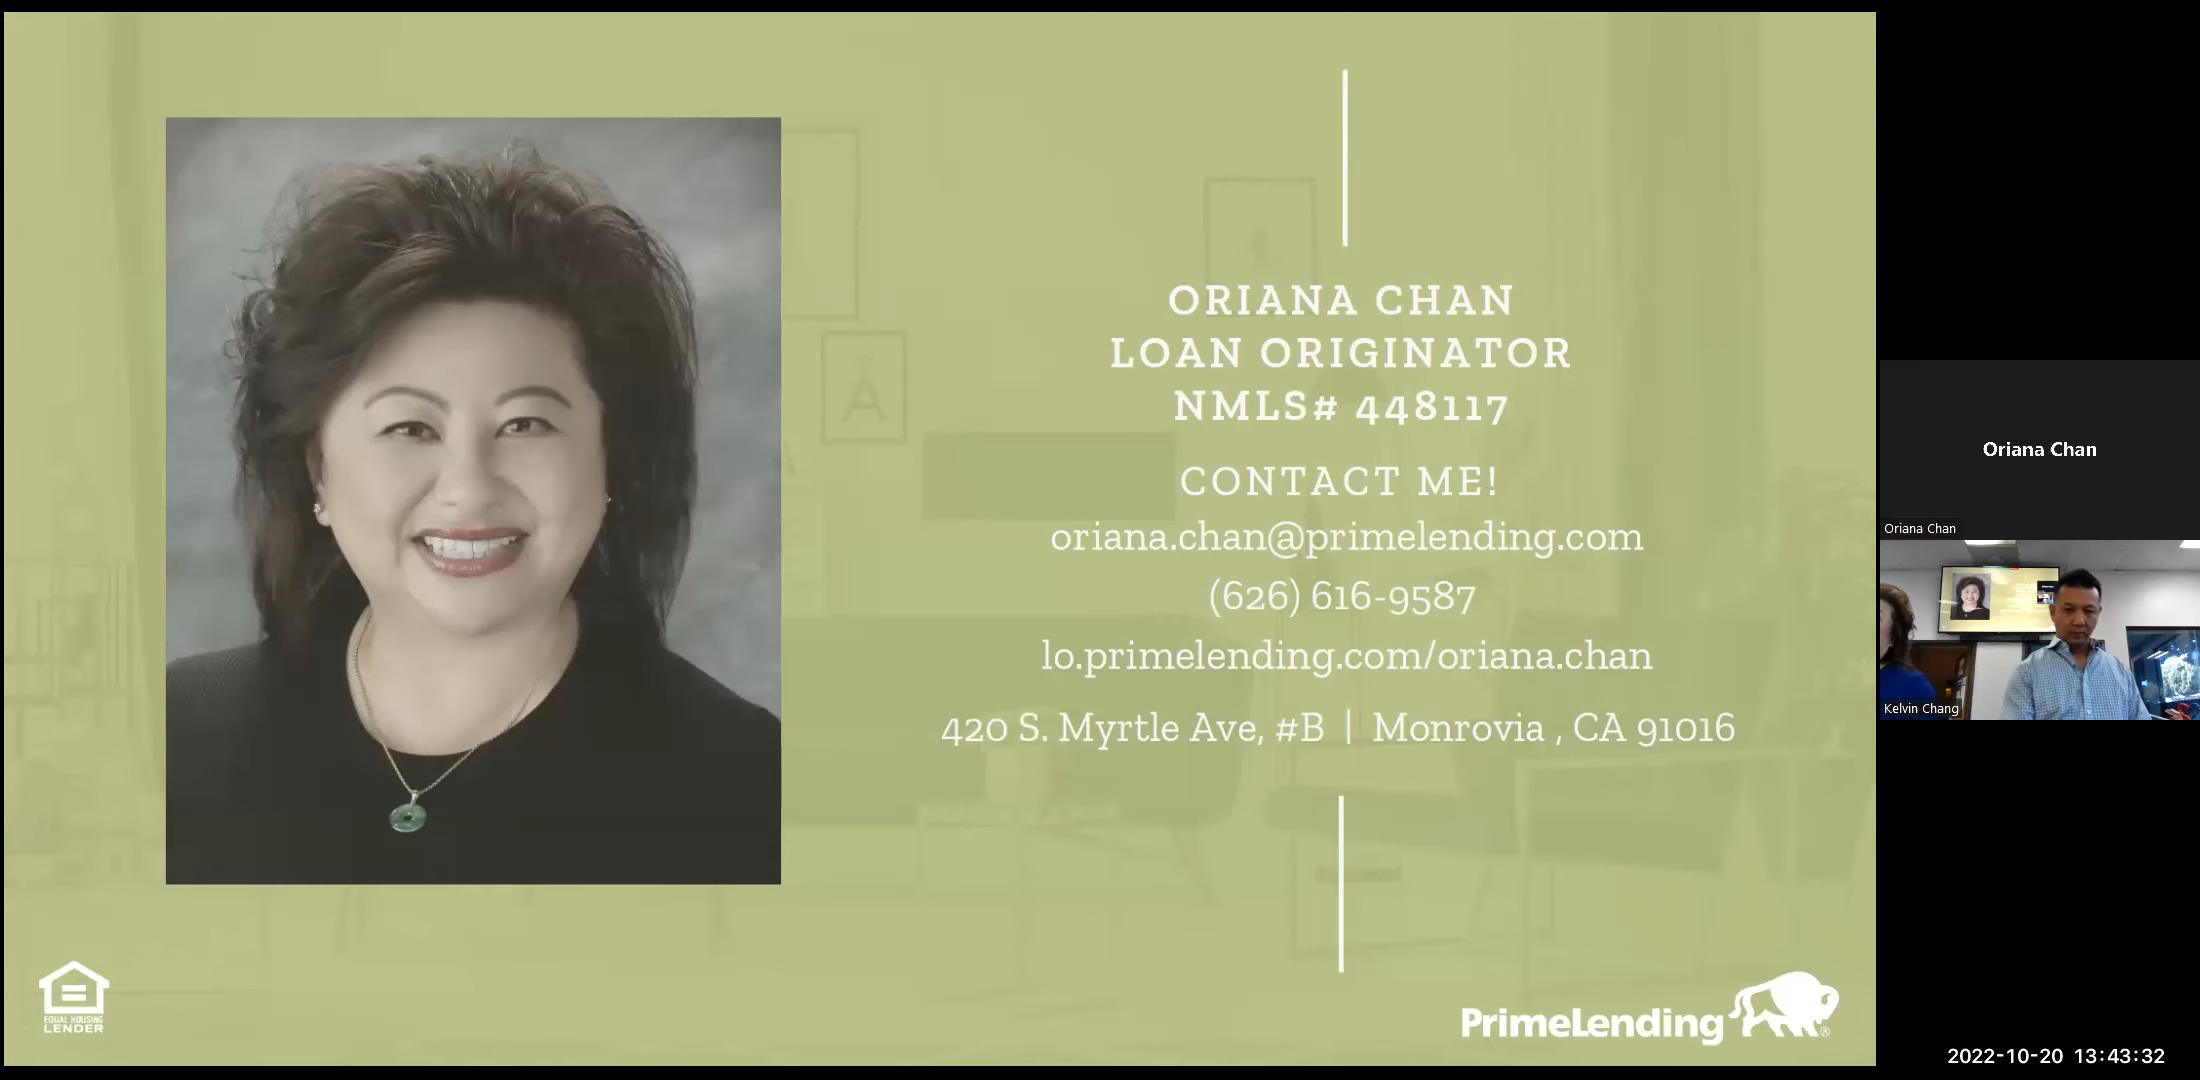 ORIANA CHAN
LOAN ORIGINATOR
NMLS# 448117
CONTACT ME!
oriana.chan@primelending.com
(626) 616-9587
lo.primelending.com/oriana.chan
420 S. Myrtle Ave, #B | Monrovia , CA 91016
EQUAL HOUSING
LENDER
PrimeLending®
Oriana Chan
Oriana Chan
Kelvin Chang
2022-10-20 13:43:32